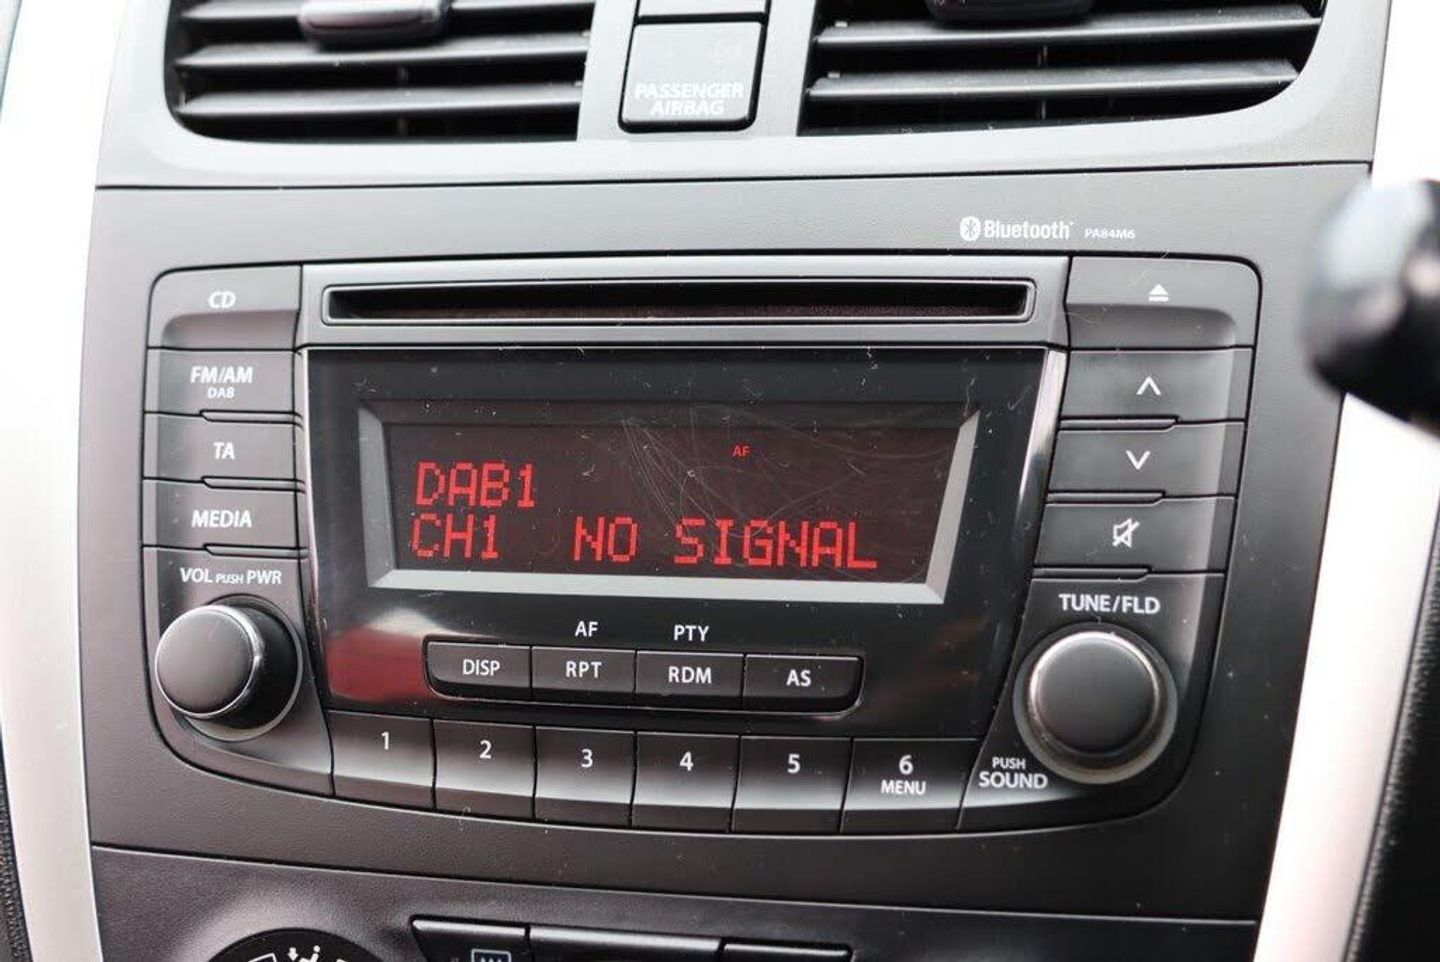 PASSENGER
AIRBAG
Bluetooth PA84M6
CD
FM/AM
DAB
TA
MEDIA
VOL PUSH PWR
AF
DAB1
CH1 NO SIGNAL
AF PTY
DISP RPT RDM AS
1 2 3 4 5 6
MENU
TUNE/FLD
PUSH
SOUND